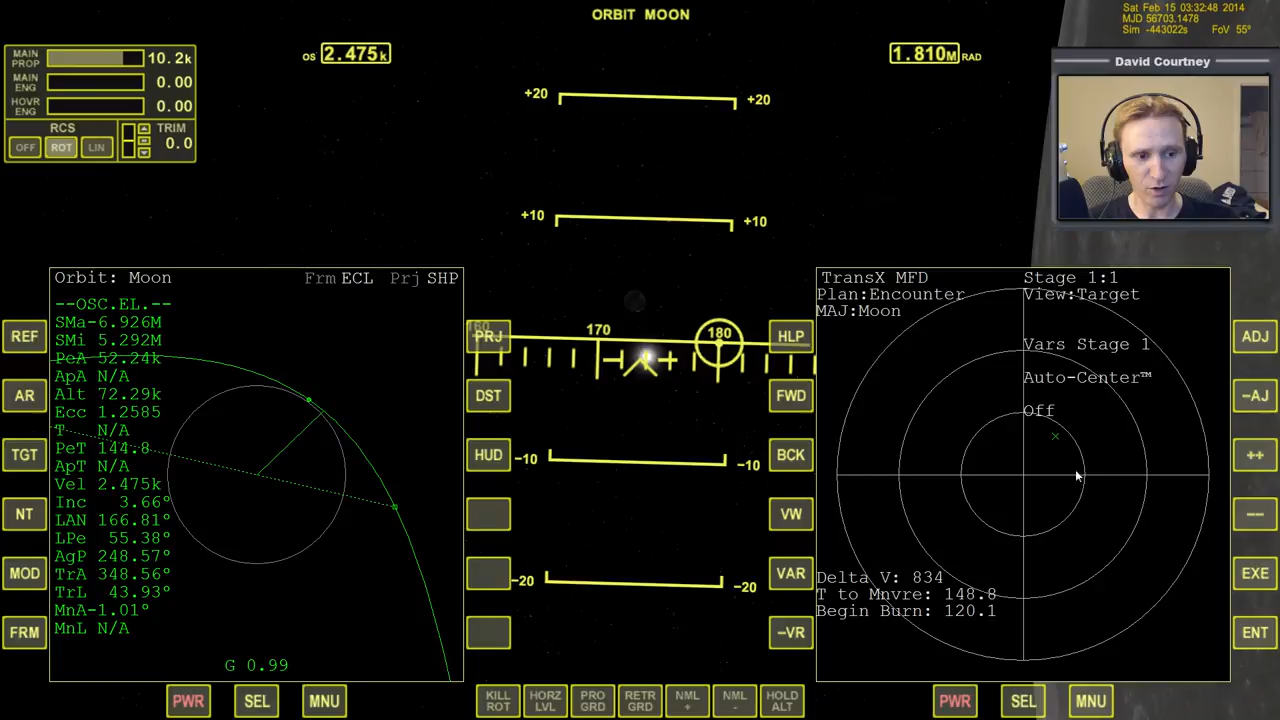 ORBIT MOON
Sat Feb 15 03:32:48 2014
MJD 56703.1478
Sim -443022s FoV 55°
David Courtney
MAIN PROP 10.2k
MAIN ENG 0.00
HOVR ENG 0.00
RCS
OFF ROT LIN
TRIM
0.0
OS 2.475k
1.810M RAD
+20 +20
+10 +10
170 180
-10 -10
-20 -20
Orbit: Moon Frm ECL Prj SHP
--OSC.EL.--
SMa-6.926M
SMi 5.292M
PeA 52.24k
ApA N/A
Alt 72.29k
Ecc 1.2585
T N/A
PeT 144.8
ApT N/A
Vel 2.475k
Inc 3.66°
LAN 166.81°
LPe 55.38°
AgP 248.57°
TrA 348.56°
TrL 43.93°
MnA-1.01°
MnL N/A
G 0.99
REF
AR
TGT
NT
MOD
FRM
PRJ
DST
HUD
PWR SEL MNU
TransX MFD Stage 1:1
Plan:Encounter View:Target
MAJ:Moon
Vars Stage 1
Auto-Center™
Off
Delta V: 834
T to Mnvre: 148.8
Begin Burn: 120.1
HLP
FWD
BCK
VW
VAR
-VR
ADJ
-AJ
++
--
EXE
ENT
PWR SEL MNU
KILL ROT
HORZ LVL
PRO GRD
RETR GRD
NML +
NML -
HOLD ALT